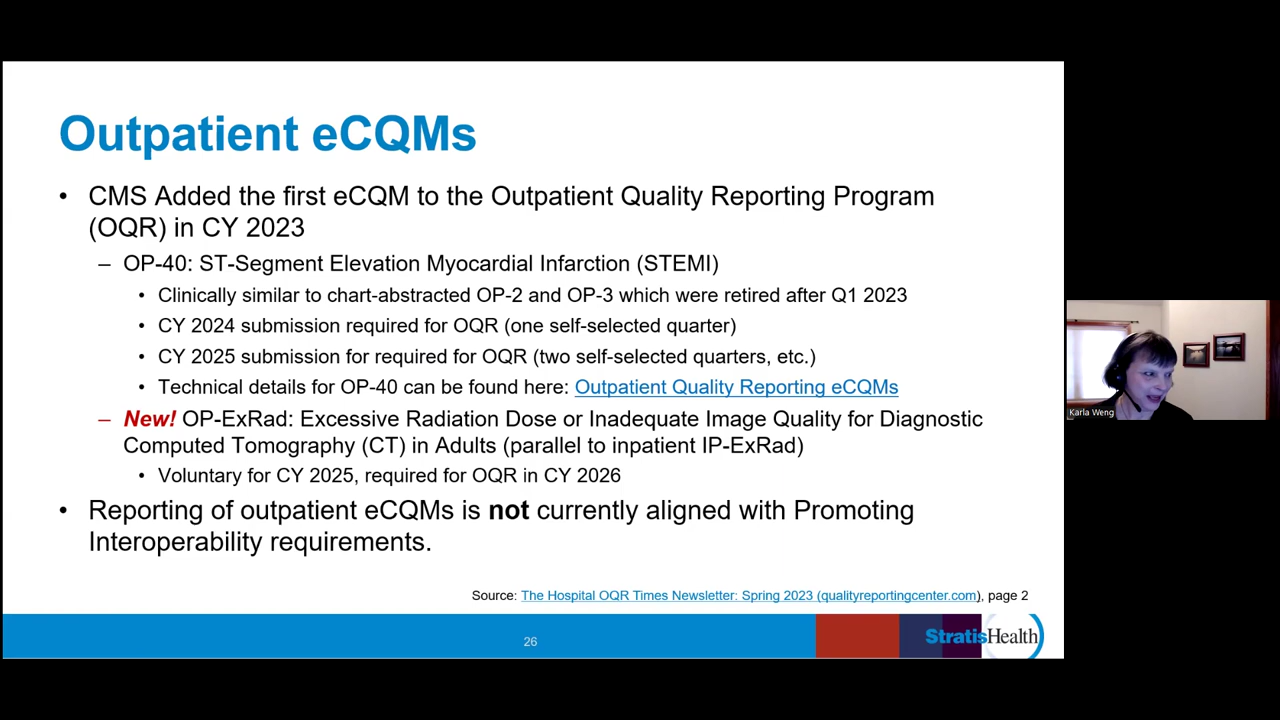 Outpatient eCQMs
• CMS Added the first eCQM to the Outpatient Quality Reporting Program
(OQR) in CY 2023
– OP-40: ST-Segment Elevation Myocardial Infarction (STEMI)
• Clinically similar to chart-abstracted OP-2 and OP-3 which were retired after Q1 2023
• CY 2024 submission required for OQR (one self-selected quarter)
• CY 2025 submission for required for OQR (two self-selected quarters, etc.)
• Technical details for OP-40 can be found here: Outpatient Quality Reporting eCQMs
– New! OP-ExRad: Excessive Radiation Dose or Inadequate Image Quality for Diagnostic
Computed Tomography (CT) in Adults (parallel to inpatient IP-ExRad)
• Voluntary for CY 2025, required for OQR in CY 2026
• Reporting of outpatient eCQMs is not currently aligned with Promoting
Interoperability requirements.
Source: The Hospital OQR Times Newsletter: Spring 2023 (qualityreportingcenter.com), page 2
26
StratisHealth
Karla Weng